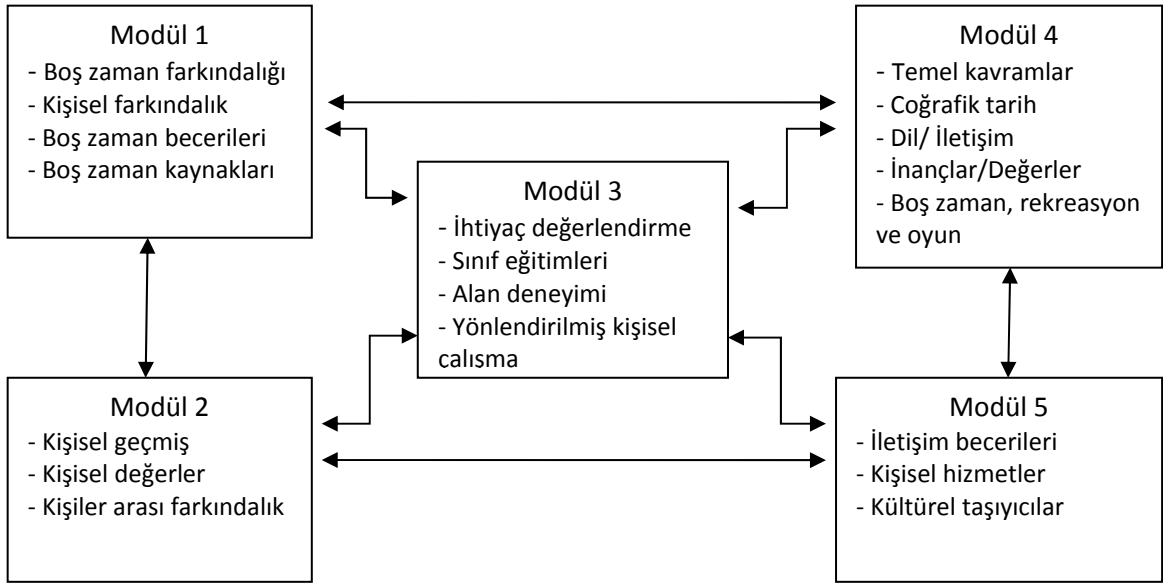 Modül 1
- Boş zaman farkındalığı
- Kişisel farkındalık
- Boş zaman becerileri
- Boş zaman kaynakları
Modül 4
- Temel kavramlar
- Coğrafik tarih
- Dil/ İletişim
- İnançlar/Değerler
- Boş zaman, rekreasyon
ve oyun
Modül 3
- İhtiyaç değerlendirme
- Sınıf eğitimleri
- Alan deneyimi
- Yönlendirilmiş kişisel
calısma
Modül 2
- Kişisel geçmiş
- Kişisel değerler
- Kişiler arası farkındalık
Modül 5
- İletişim becerileri
- Kişisel hizmetler
- Kültürel taşıyıcılar